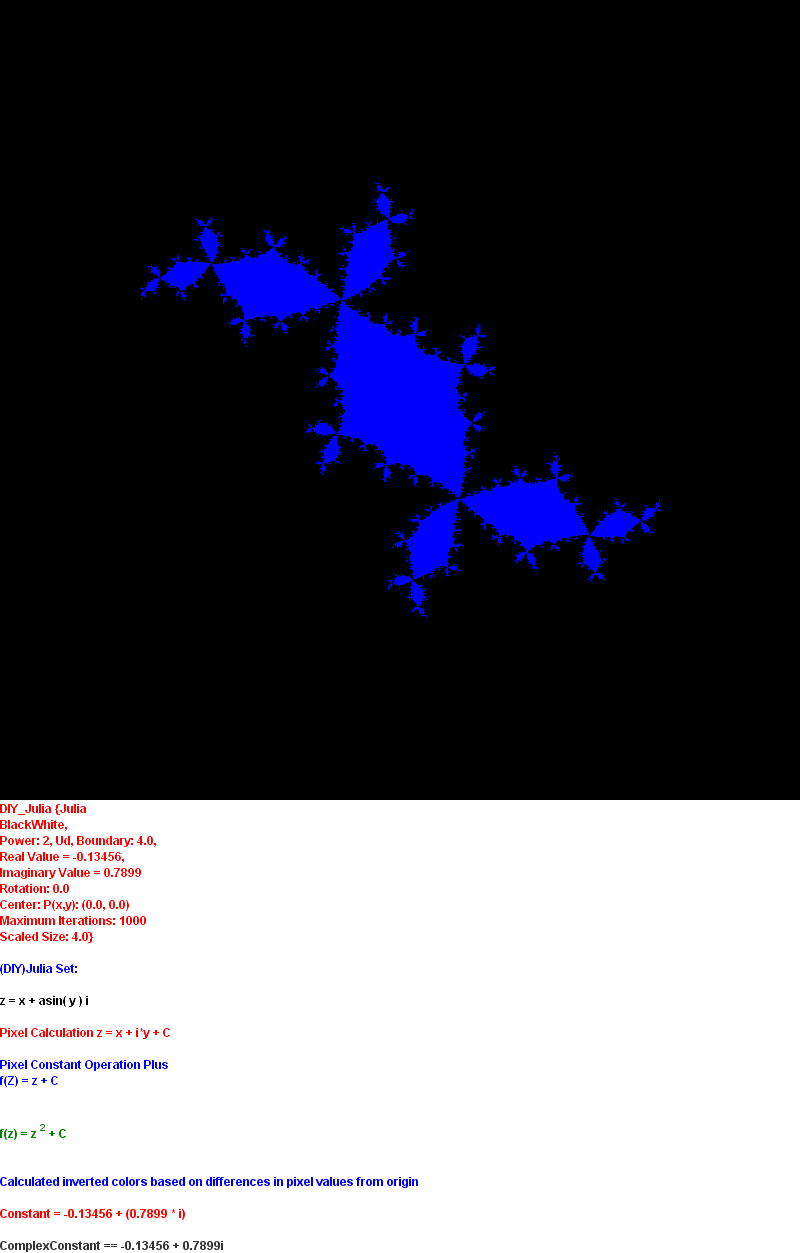 DIY_Julia {Julia
BlackWhite,
Power: 2, Ud, Boundary: 4.0,
Real Value = -0.13456,
Imaginary Value = 0.7899
Rotation: 0.0
Center: P(x,y): (0.0, 0.0)
Maximum Iterations: 1000
Scaled Size: 4.0}
(DIY)Julia Set:
z = x + asin( y ) i
Pixel Calculation z = x + i*y + C
Pixel Constant Operation Plus
f(Z) = z + C
f(z) = z 2 + C
Calculated inverted colors based on differences in pixel values from origin
Constant = -0.13456 + (0.7899 * i)
ComplexConstant == -0.13456 + 0.7899i